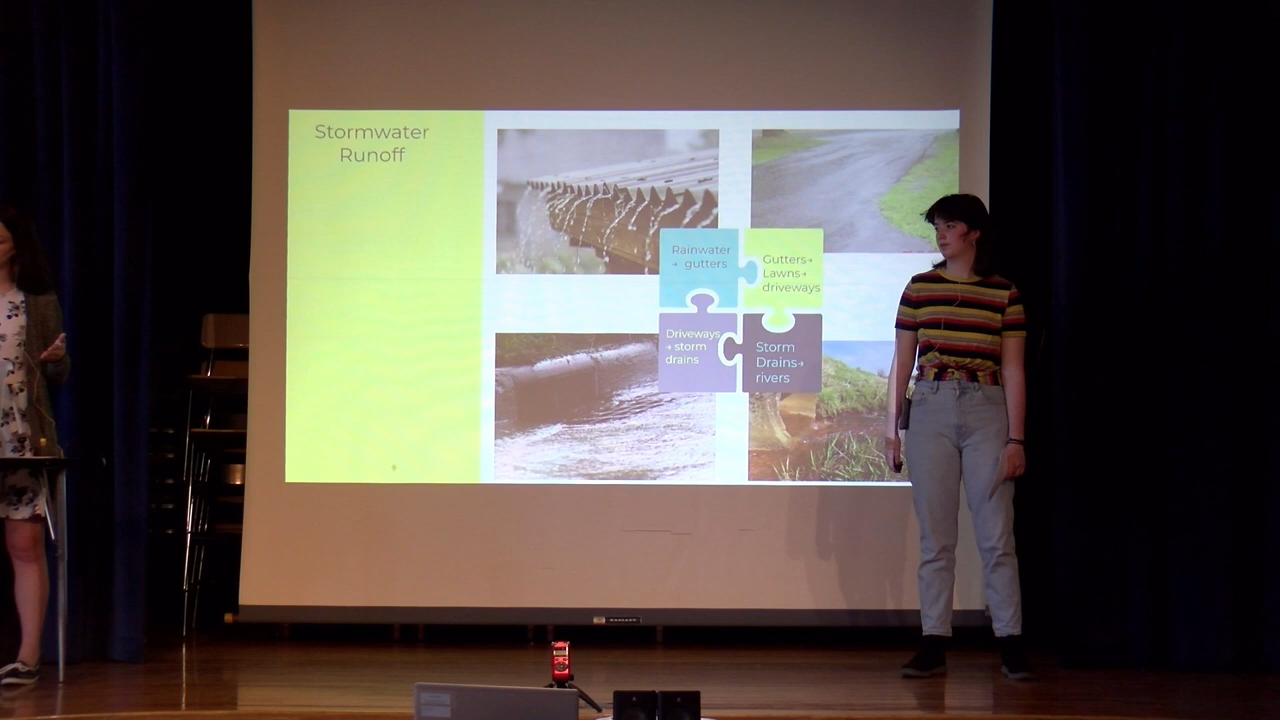 Stormwater
Runoff
Rainwater
→ gutters
Gutters→
Lawns→
driveways
Driveways
→ storm
drains
Storm
Drains→
rivers